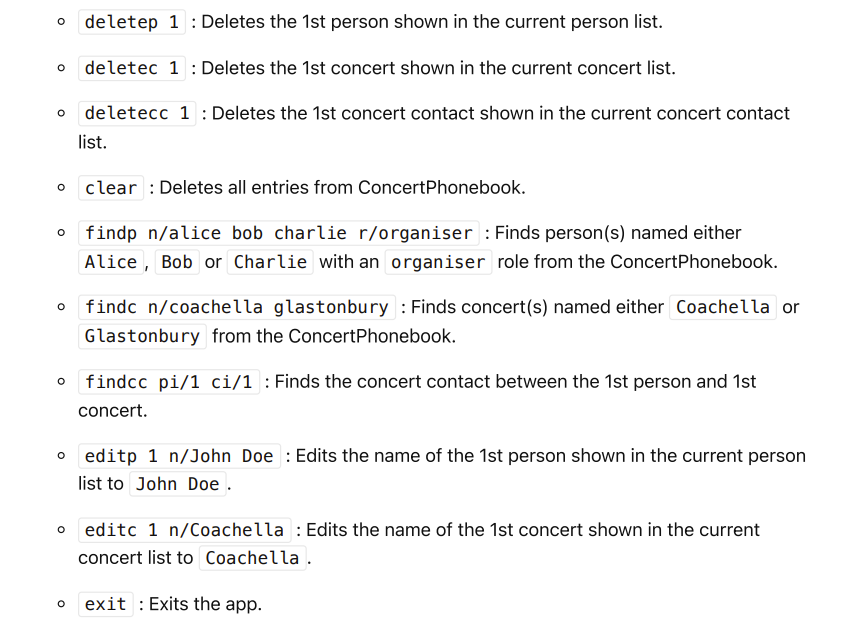 deletep 1 : Deletes the 1st person shown in the current person list.
deletec 1 : Deletes the 1st concert shown in the current concert list.
deletecc 1 : Deletes the 1st concert contact shown in the current concert contact
list.
clear : Deletes all entries from ConcertPhonebook.
findp n/alice bob charlie r/organiser : Finds person(s) named either
Alice , Bob or Charlie with an organiser role from the ConcertPhonebook.
findc n/coachella glastonbury : Finds concert(s) named either Coachella or
Glastonbury from the ConcertPhonebook.
findcc pi/1 ci/1 : Finds the concert contact between the 1st person and 1st
concert.
editp 1 n/John Doe : Edits the name of the 1st person shown in the current person
list to John Doe .
editc 1 n/Coachella : Edits the name of the 1st concert shown in the current
concert list to Coachella .
exit : Exits the app.